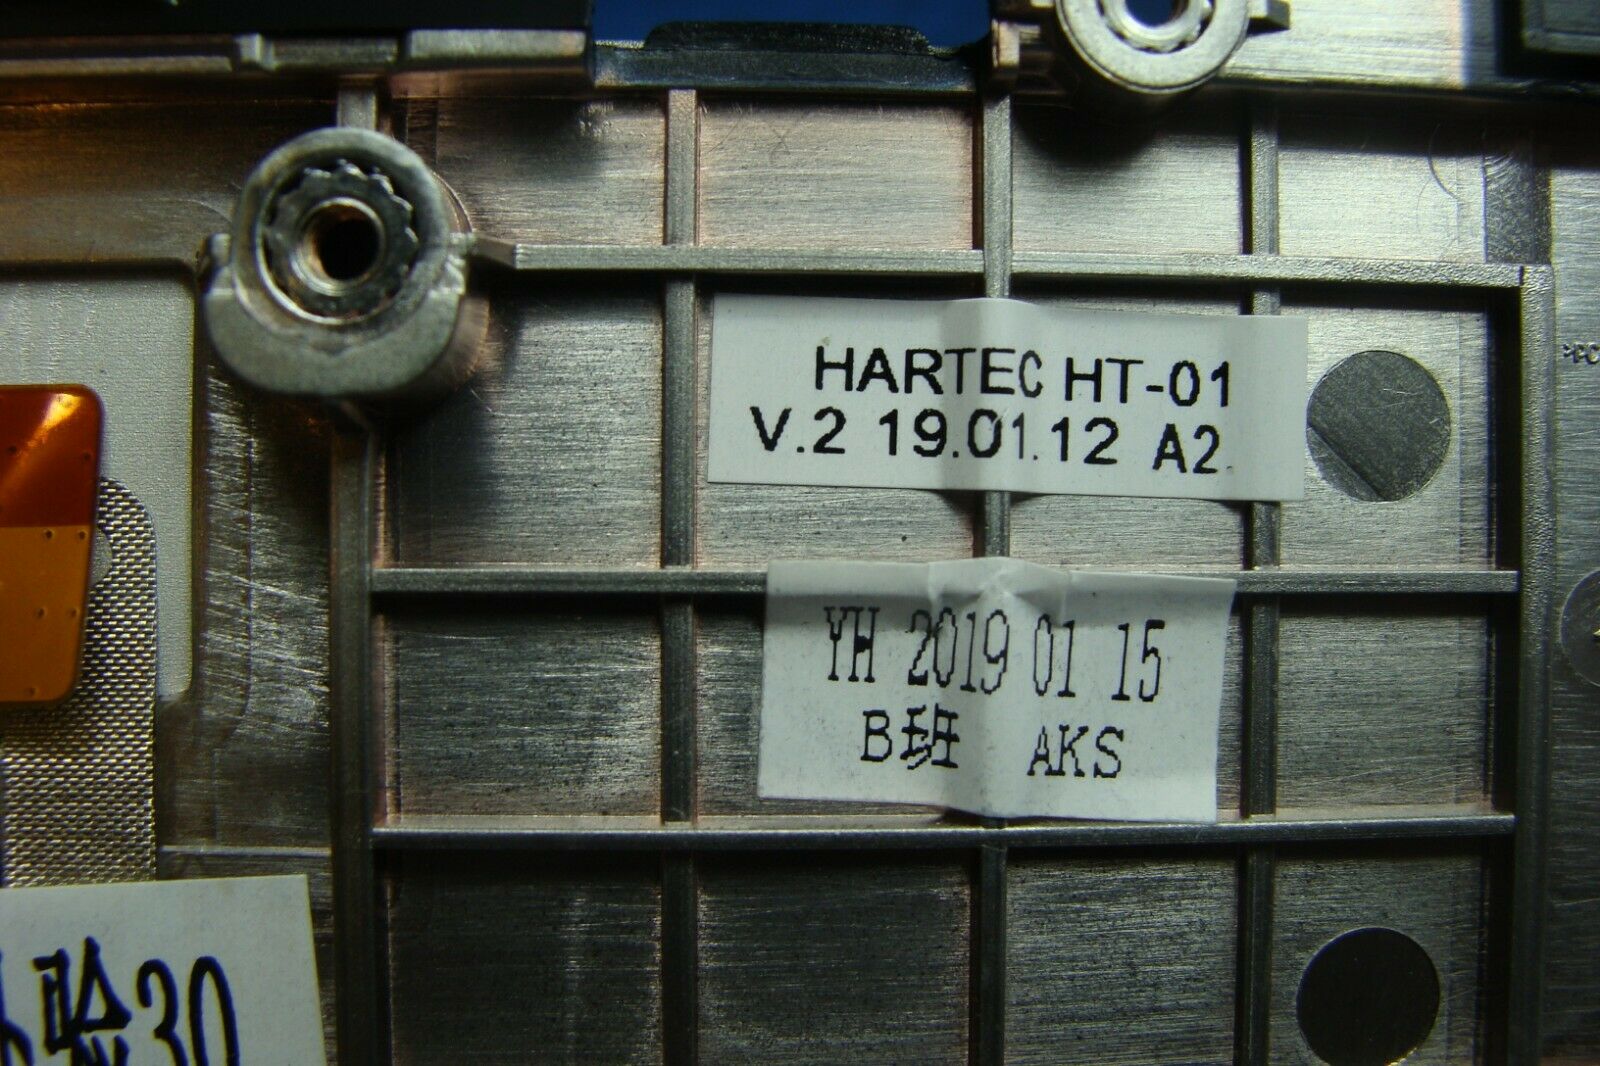 HARTEC HT-01
V.2 19.01.12 A2
YH 2019 01 15
B班 AKS
验30